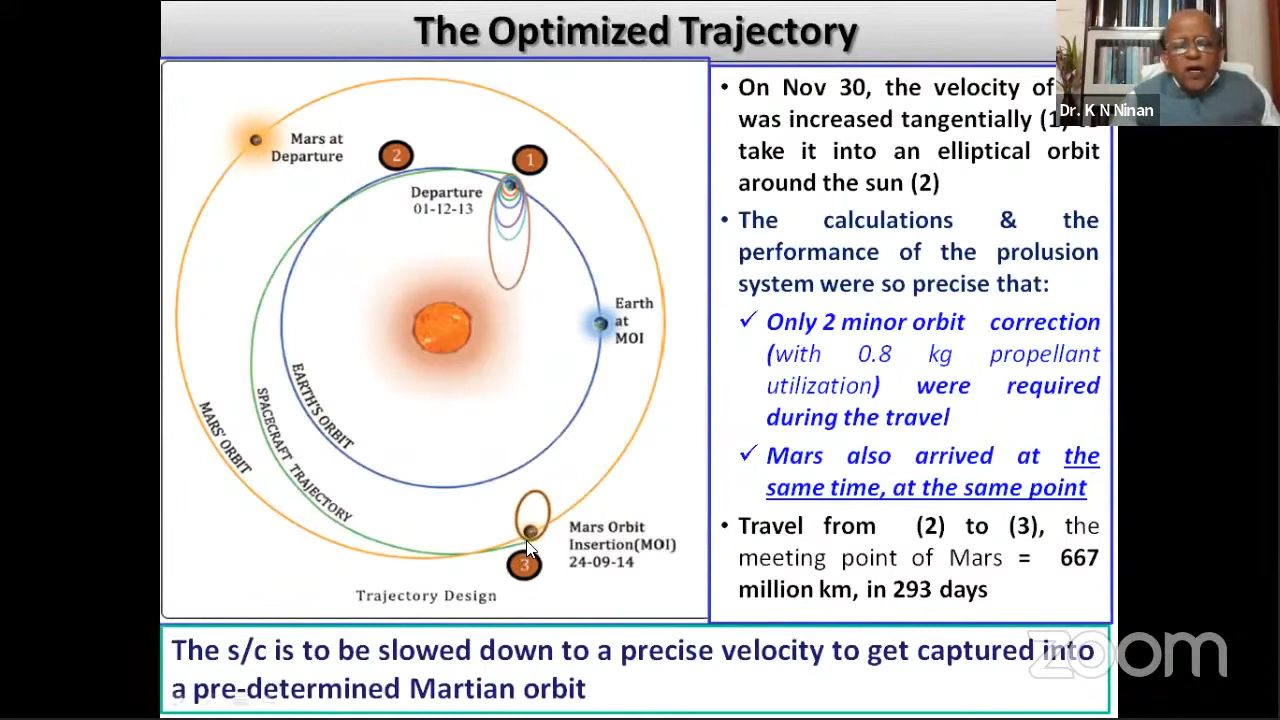 The Optimized Trajectory
Dr. K N Ninan
Mars at
Departure
2
1
Departure
01-12-13
Earth
at
MOI
EARTH'S ORBIT
SPACECRAFT TRAJECTORY
MARS' ORBIT
Mars Orbit
Insertion(MOI)
24-09-14
3
Trajectory Design
• On Nov 30, the velocity of
was increased tangentially (1)
take it into an elliptical orbit
around the sun (2)
• The calculations & the
performance of the prolusion
system were so precise that:
✓ Only 2 minor orbit correction
(with 0.8 kg propellant
utilization) were required
during the travel
✓ Mars also arrived at the
same time, at the same point
• Travel from (2) to (3), the
meeting point of Mars = 667
million km, in 293 days
The s/c is to be slowed down to a precise velocity to get captured into
a pre-determined Martian orbit
zoom